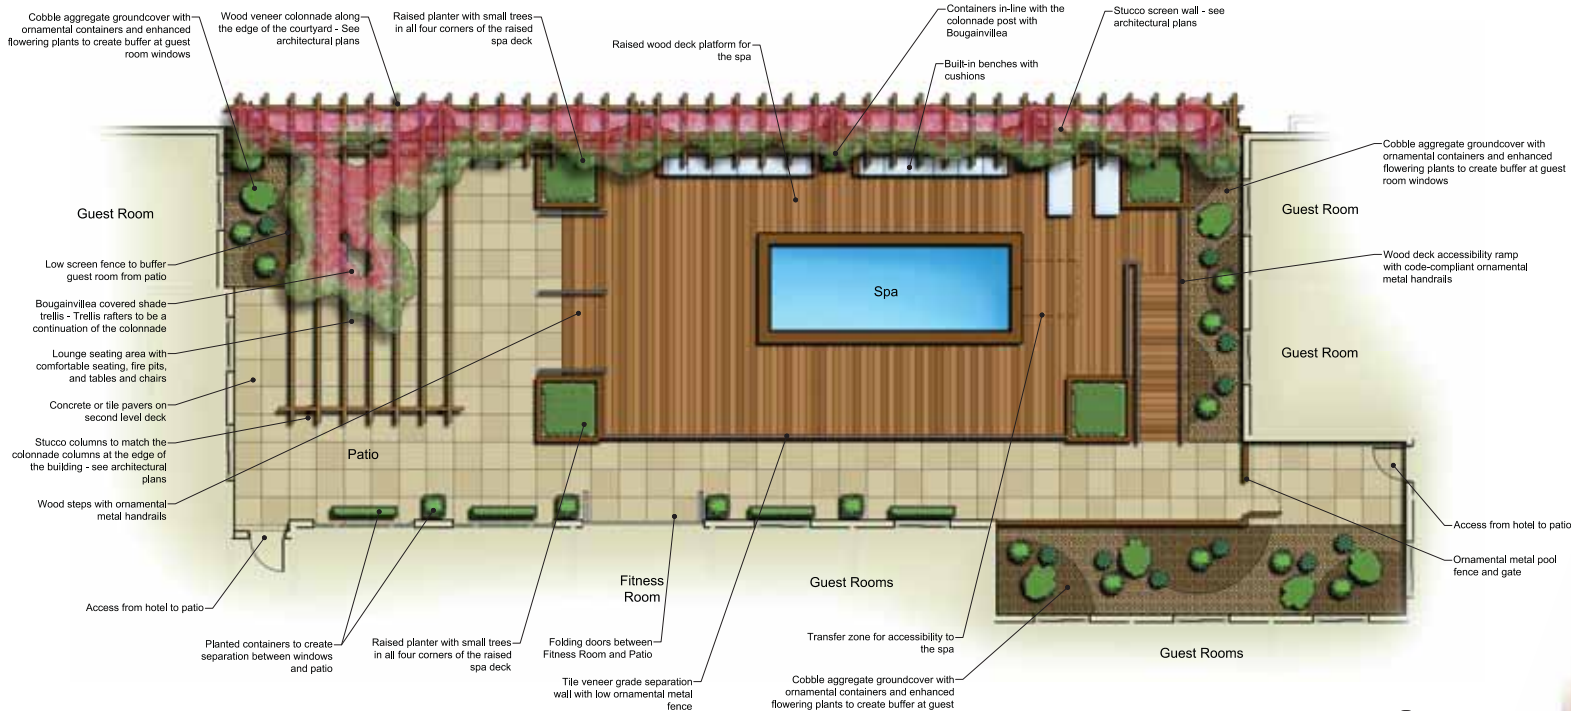 Cobble aggregate groundcover with
ornamental containers and enhanced
flowering plants to create buffer at guest
room windows
Wood veneer colonnade along
the edge of the courtyard - See
architectural plans
Raised planter with small trees
in all four corners of the raised
spa deck
Raised wood deck platform for
the spa
Containers in-line with the
colonnade post with
Bougainvillea
Built-in benches with
cushions
Stucco screen wall - see
architectural plans
Cobble aggregate groundcover with
ornamental containers and enhanced
flowering plants to create buffer at guest
room windows
Guest Room
Guest Room
Low screen fence to buffer
guest room from patio
Wood deck accessibility ramp
with code-compliant ornamental
metal handrails
Spa
Bougainvillea covered shade
trellis - Trellis rafters to be a
continuation of the colonnade
Lounge seating area with
comfortable seating, fire pits,
and tables and chairs
Guest Room
Concrete or tile pavers on
second level deck
Stucco columns to match the
colonnade columns at the edge of
the building - see architectural
plans
Patio
Wood steps with ornamental
metal handrails
Access from hotel to patio
Ornamental metal pool
fence and gate
Fitness
Room
Guest Rooms
Access from hotel to patio
Planted containers to create
separation between windows
and patio
Raised planter with small trees
in all four corners of the raised
spa deck
Folding doors between
Fitness Room and Patio
Transfer zone for accessibility to
the spa
Guest Rooms
Tile veneer grade separation
wall with low ornamental metal
fence
Cobble aggregate groundcover with
ornamental containers and enhanced
flowering plants to create buffer at guest